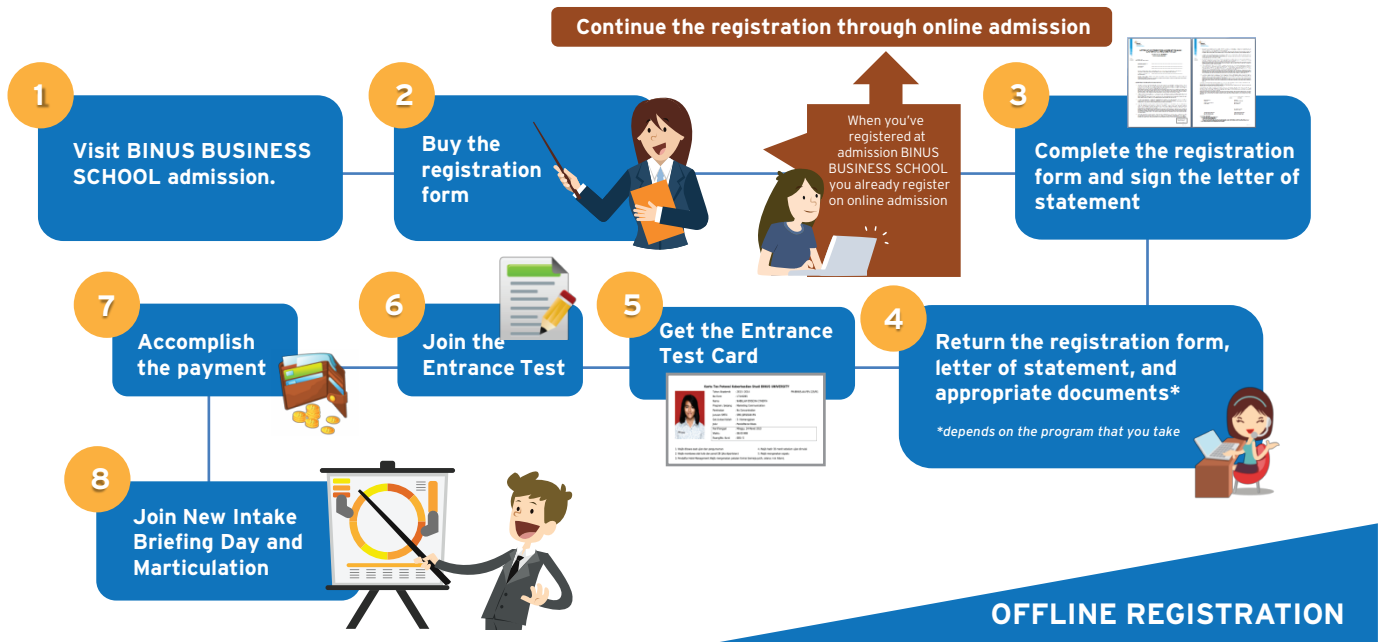 Continue the registration through online admission
1
Visit BINUS BUSINESS
SCHOOL admission.
2
Buy the
registration
form
When you've
registered at
admission BINUS
BUSINESS SCHOOL
you already register
on online admission
3
Complete the registration
form and sign the letter of
statement
4
Return the registration form,
letter of statement, and
appropriate documents*
*depends on the program that you take
5
Get the Entrance
Test Card
6
Join the
Entrance Test
7
Accomplish
the payment
8
Join New Intake
Briefing Day and
Marticulation
OFFLINE REGISTRATION